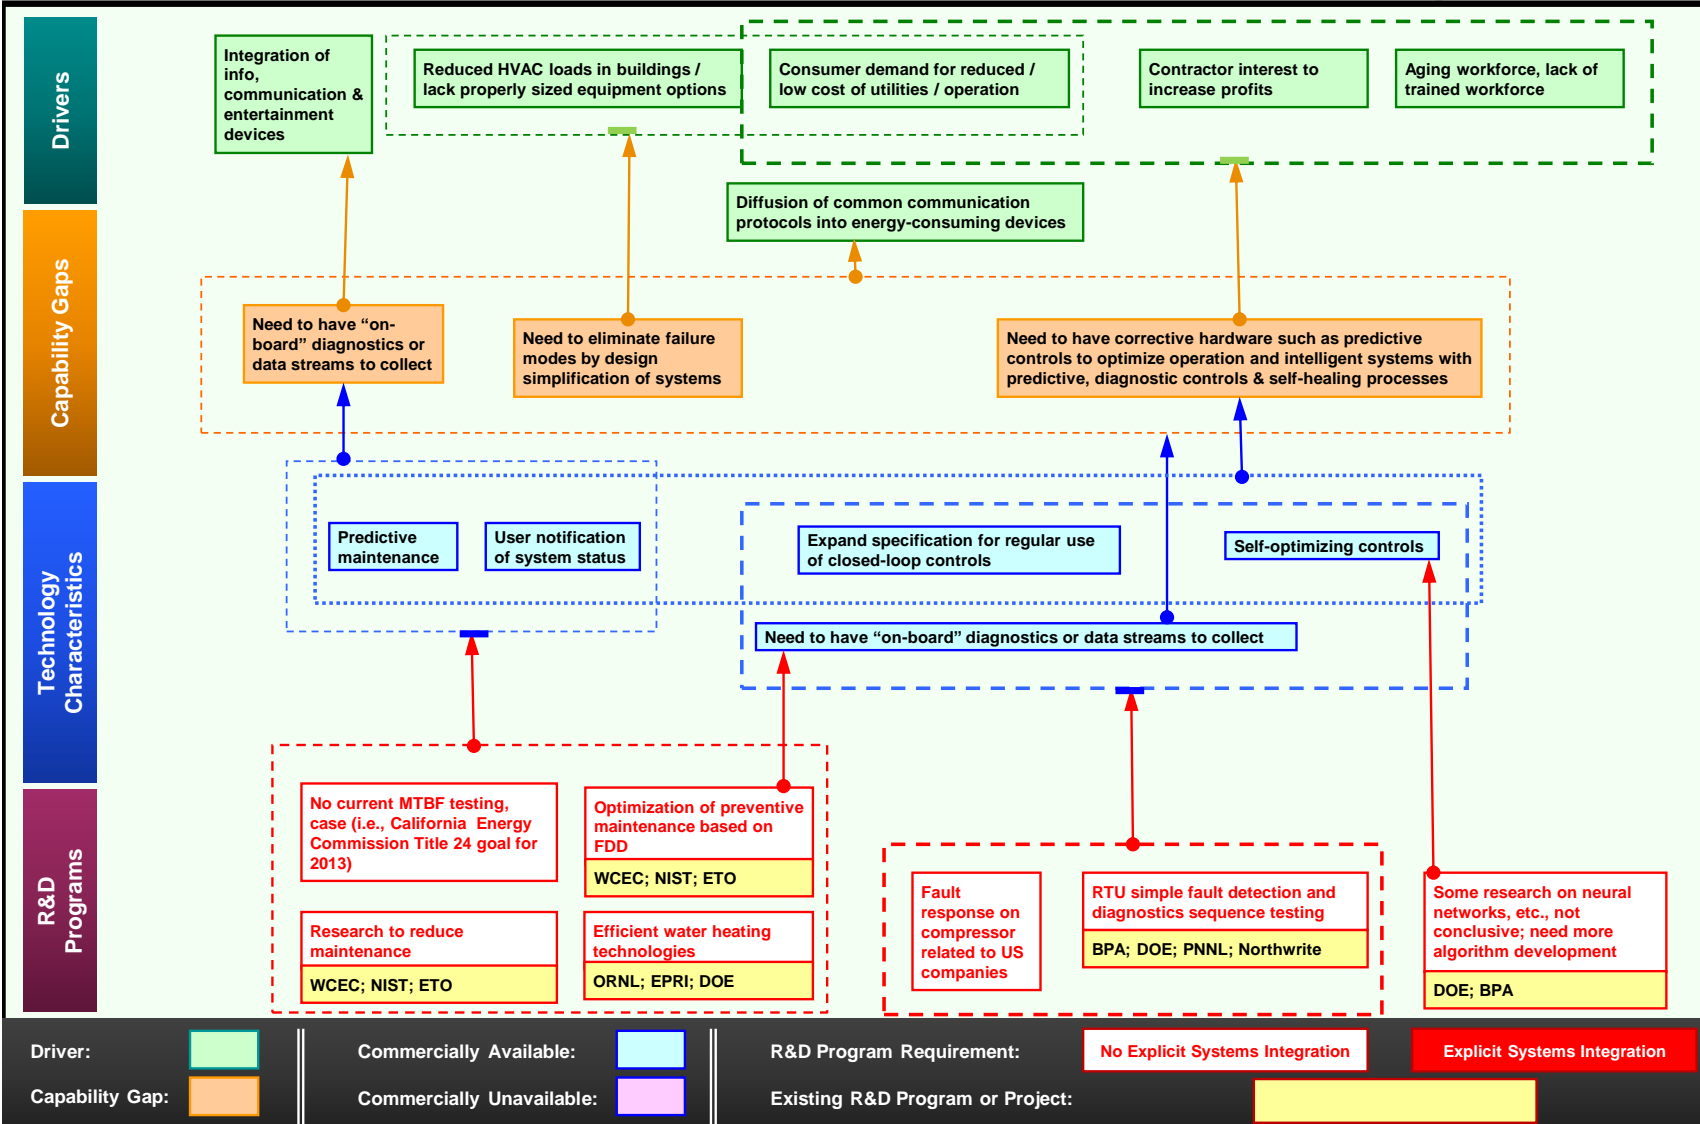 Drivers
Integration of
info,
communication &
entertainment
devices
Reduced HVAC loads in buildings /
lack properly sized equipment options
Consumer demand for reduced /
low cost of utilities / operation
Contractor interest to
increase profits
Aging workforce, lack of
trained workforce
Diffusion of common communication
protocols into energy-consuming devices
Capability Gaps
Need to have “on-
board” diagnostics or
data streams to collect
Need to eliminate failure
modes by design
simplification of systems
Need to have corrective hardware such as predictive
controls to optimize operation and intelligent systems with
predictive, diagnostic controls & self-healing processes
Technology
Characteristics
Predictive
maintenance
User notification
of system status
Expand specification for regular use
of closed-loop controls
Self-optimizing controls
Need to have “on-board” diagnostics or data streams to collect
R&D
Programs
No current MTBF testing,
case (i.e., California Energy
Commission Title 24 goal for
2013)
Optimization of preventive
maintenance based on
FDD
WCEC; NIST; ETO
Research to reduce
maintenance
WCEC; NIST; ETO
Efficient water heating
technologies
ORNL; EPRI; DOE
Fault
response on
compressor
related to US
companies
RTU simple fault detection and
diagnostics sequence testing
BPA; DOE; PNNL; Northwrite
Some research on neural
networks, etc., not
conclusive; need more
algorithm development
DOE; BPA
Driver:
Capability Gap:
Commercially Available:
Commercially Unavailable:
R&D Program Requirement:
No Explicit Systems Integration
Explicit Systems Integration
Existing R&D Program or Project: